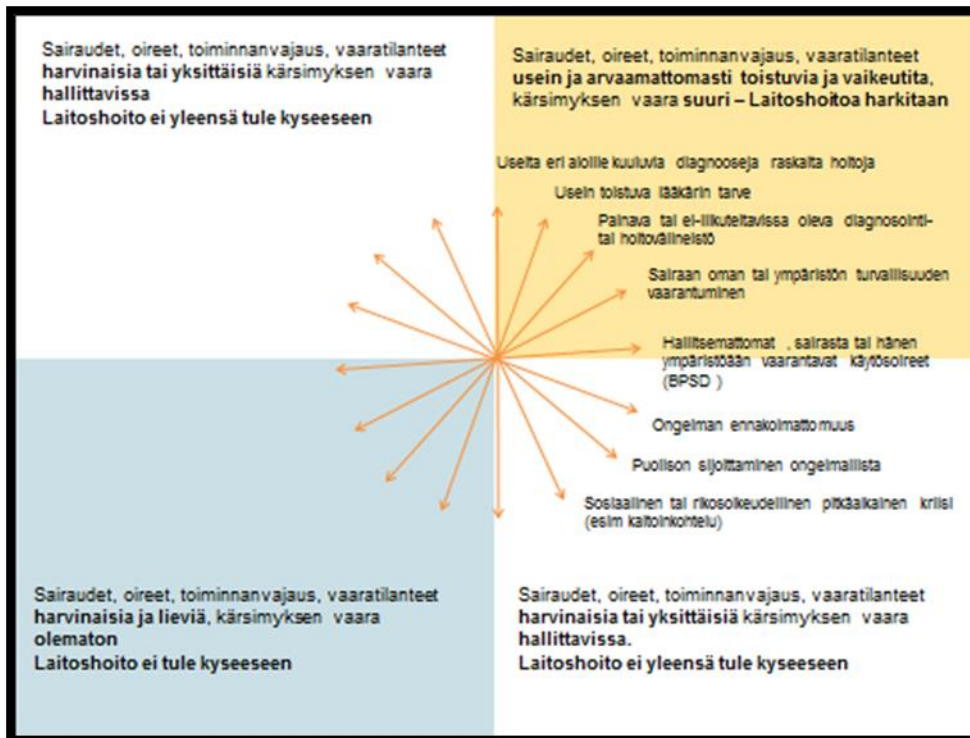 Sairaudet, oireet, toiminnanvajaus, vaaratilanteet
harvinaisia tai yksittäisiä kärsimyksen vaara
hallittavissa
Laitoshoito ei yleensä tule kyseeseen
Sairaudet, oireet, toiminnanvajaus, vaaratilanteet
usein ja arvaamattomasti toistuvia ja vaikeutita,
kärsimyksen vaara suuri – Laitoshoitoa harkitaan
Useita eri aloille kuuluvia diagnooseja raskaita hoitoja
Usein toistuva lääkärin tarve
Painava tai ei-liikuteltavissa oleva diagnosointi-
tai hoitovälineistö
Sairaan oman tai ympäristön turvallisuuden
vaarantuminen
Hallitsemattomat , sairasta tai hänen
ympäristöään vaarantavat käytösoireet
(BPSD )
Ongelman ennakoimattomuus
Puolison sijoittaminen ongelmallista
Sosiaalinen tai rikosoikeudellinen pitkäaikainen kriisi
(esim kaltoinkohtelu)
Sairaudet, oireet, toiminnanvajaus, vaaratilanteet
harvinaisia ja lieviä, kärsimyksen vaara
olematon
Laitoshoito ei tule kyseeseen
Sairaudet, oireet, toiminnanvajaus, vaaratilanteet
harvinaisia tai yksittäisiä kärsimyksen vaara
hallittavissa.
Laitoshoito ei yleensä tule kyseeseen